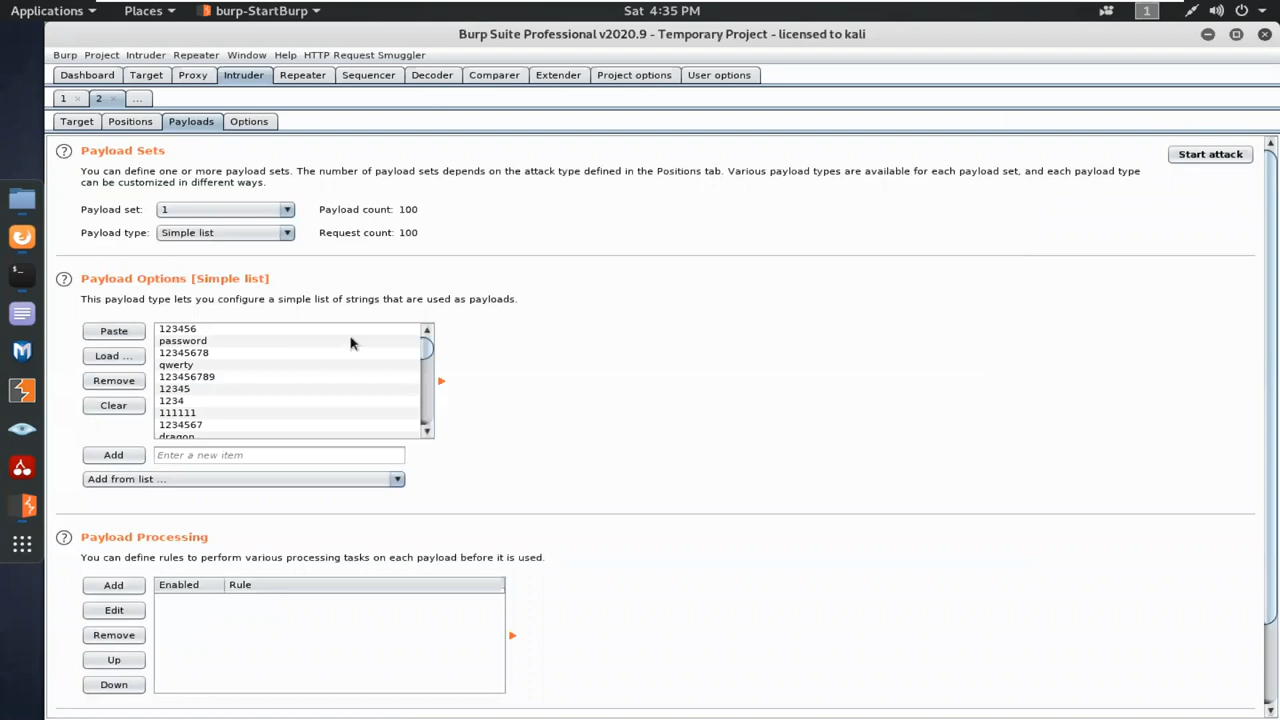 Applications Places burp-StartBurp Sat 4:35 PM 1
Burp Suite Professional v2020.9 - Temporary Project - licensed to kali
Burp Project Intruder Repeater Window Help HTTP Request Smuggler
Dashboard Target Proxy Intruder Repeater Sequencer Decoder Comparer Extender Project options User options
1 × 2 × ...
Target Positions Payloads Options
? Payload Sets
Start attack
You can define one or more payload sets. The number of payload sets depends on the attack type defined in the Positions tab. Various payload types are available for each payload set, and each payload type
can be customized in different ways.
Payload set: 1 Payload count: 100
Payload type: Simple list Request count: 100
? Payload Options [Simple list]
This payload type lets you configure a simple list of strings that are used as payloads.
Paste
Load ...
Remove
Clear
123456
password
12345678
qwerty
123456789
12345
1234
111111
1234567
dragon
Add Enter a new item
Add from list ...
? Payload Processing
You can define rules to perform various processing tasks on each payload before it is used.
Add
Edit
Remove
Up
Down
Enabled Rule